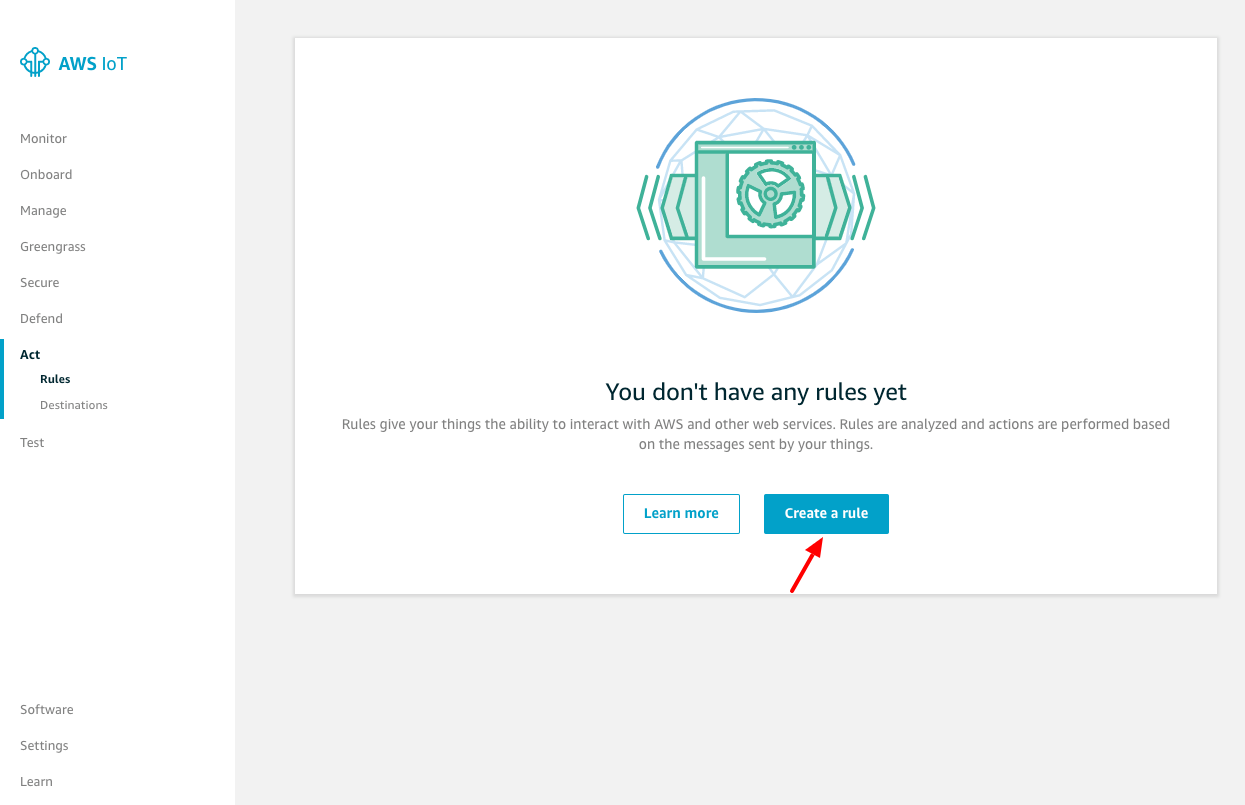 AWS IoT
Monitor
Onboard
Manage
Greengrass
Secure
Defend
Act
Rules
Destinations
Test
Software
Settings
Learn
You don't have any rules yet
Rules give your things the ability to interact with AWS and other web services. Rules are analyzed and actions are performed based
on the messages sent by your things.
Learn more
Create a rule